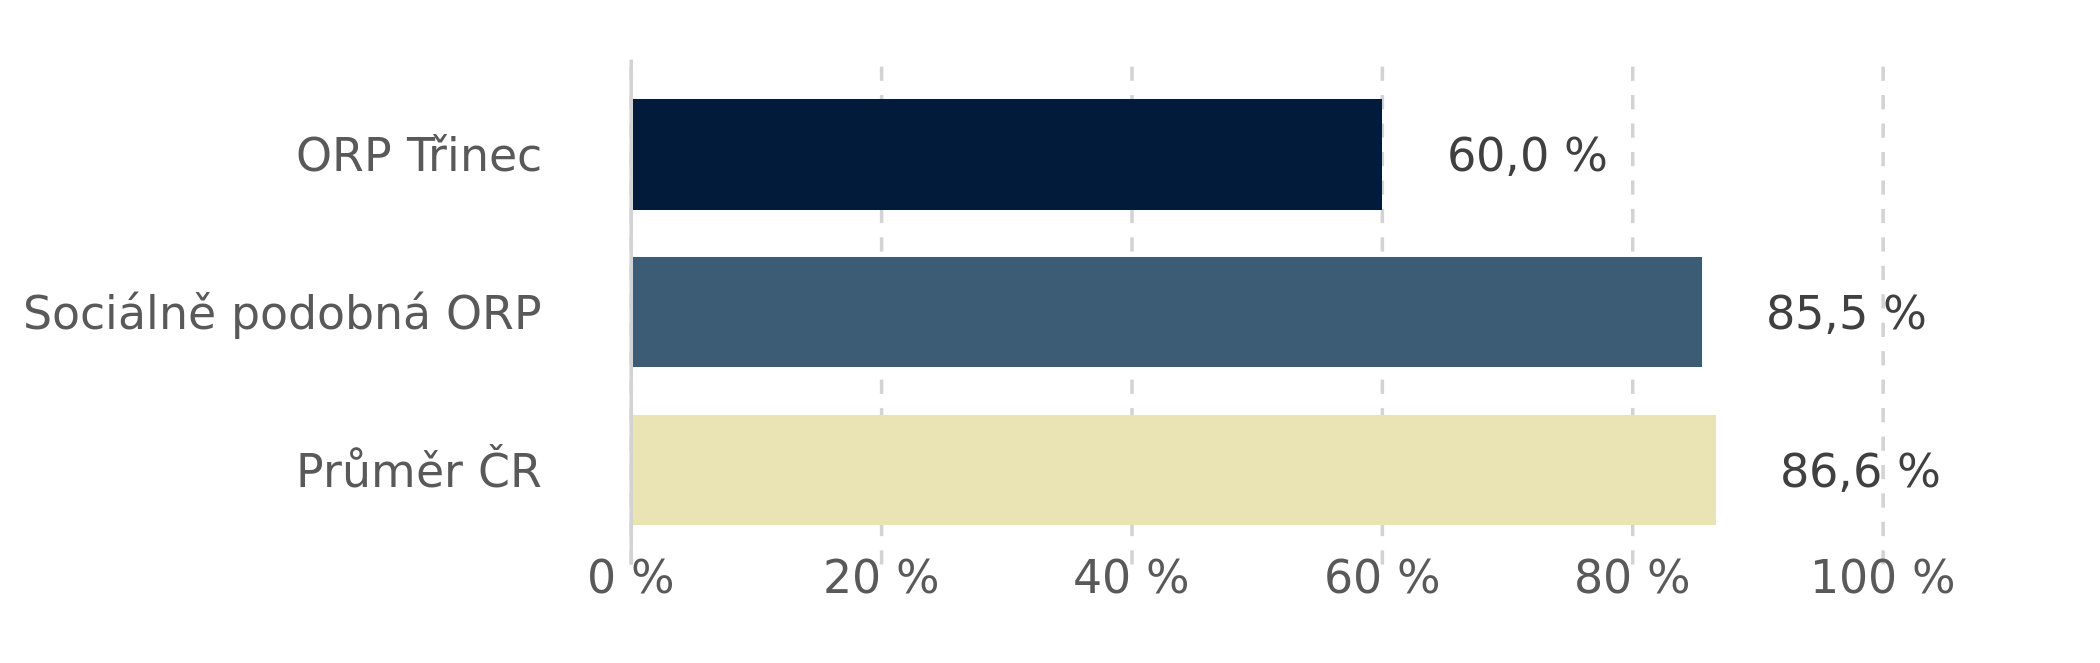 ORP Třinec 60,0 %
Sociálně podobná ORP 85,5 %
Průměr ČR 86,6 %
0 % 20 % 40 % 60 % 80 % 100 %